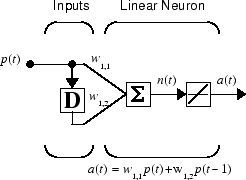 Inputs Linear Neuron
p(t) w1,1 n(t) a(t)
D w1,2 Σ
a(t) = w1,1p(t)+w1,2p(t-1)